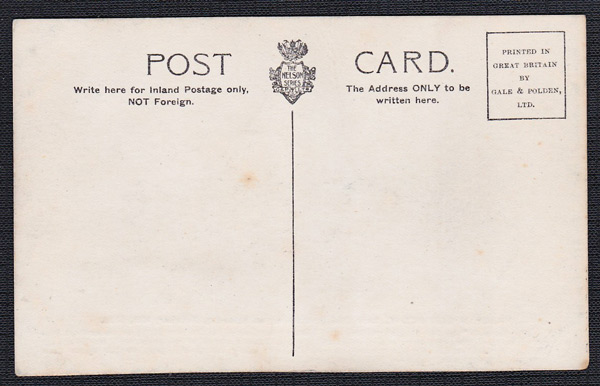 POST CARD.
THE
NELSON
SERIES
Write here for Inland Postage only,
NOT Foreign.
The Address ONLY to be
written here.
PRINTED IN
GREAT BRITAIN
BY
GALE & POLDEN,
LTD.